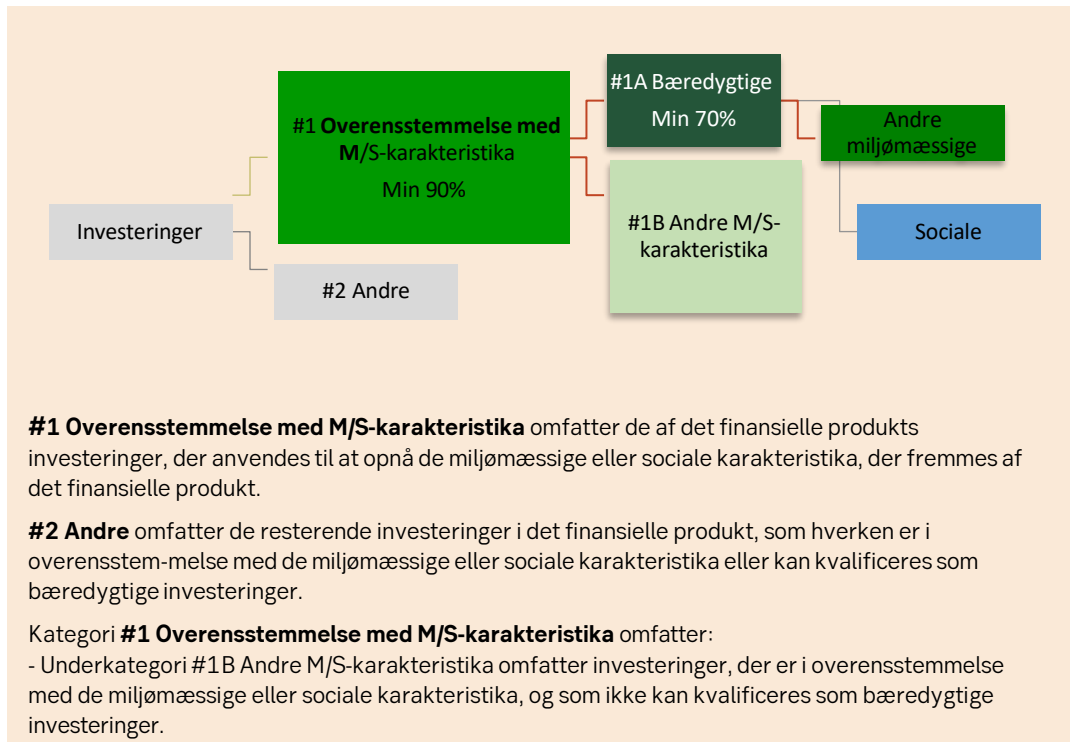 #1A Bæredygtige
Min 70%
#1 Overensstemmelse med
M/S-karakteristika
Min 90%
Andre
miljømæssige
#1B Andre M/S-
karakteristika
Investeringer
Sociale
#2 Andre
#1 Overensstemmelse med M/S-karakteristika omfatter de af det finansielle produkts
investeringer, der anvendes til at opnå de miljømæssige eller sociale karakteristika, der fremmes af
det finansielle produkt.
#2 Andre omfatter de resterende investeringer i det finansielle produkt, som hverken er i
overensstem-melse med de miljømæssige eller sociale karakteristika eller kan kvalificeres som
bæredygtige investeringer.
Kategori #1 Overensstemmelse med M/S-karakteristika omfatter:
- Underkategori #1B Andre M/S-karakteristika omfatter investeringer, der er i overensstemmelse
med de miljømæssige eller sociale karakteristika, og som ikke kan kvalificeres som bæredygtige
investeringer.